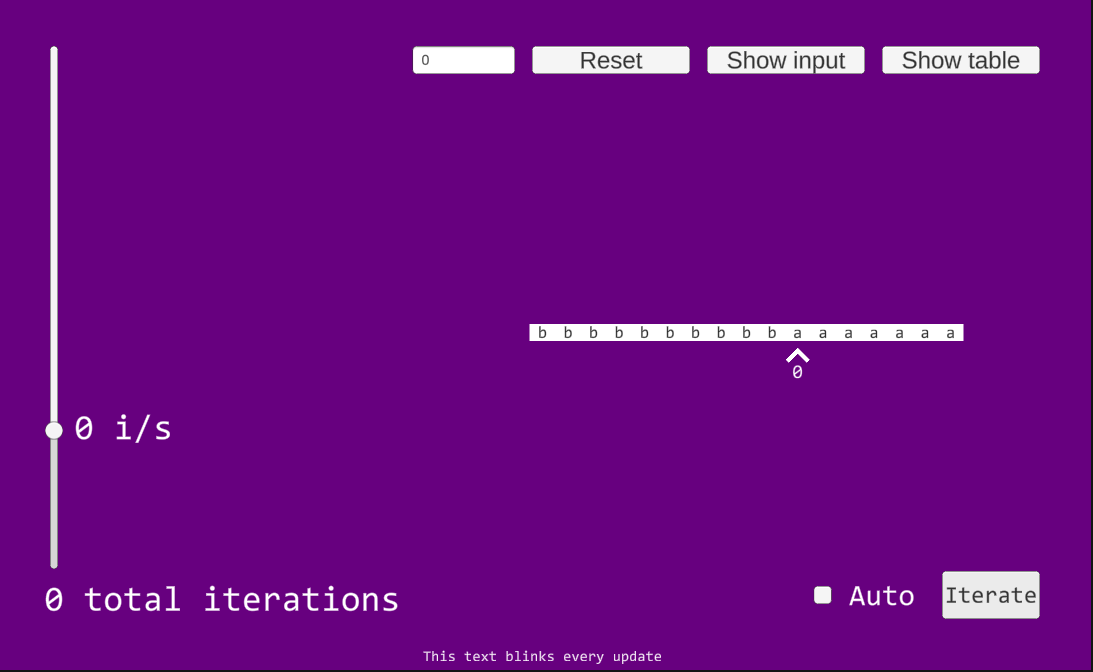 0 Reset Show input Show table
b b b b b b b b b b a a a a a a a
0
0 i/s
0 total iterations
Auto Iterate
This text blinks every update